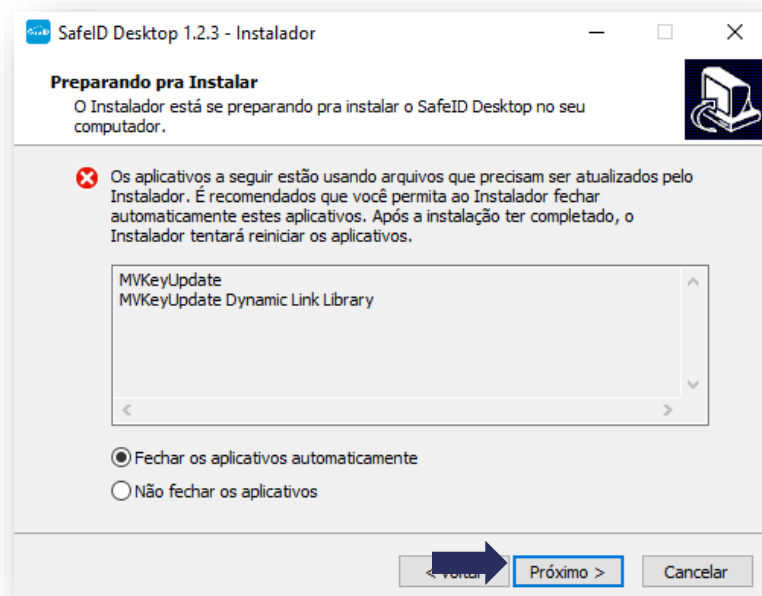 SafeID Desktop 1.2.3 - Instalador
Preparando pra Instalar
O Instalador está se preparando pra instalar o SafeID Desktop no seu
computador.
Os aplicativos a seguir estão usando arquivos que precisam ser atualizados pelo
Instalador. É recomendados que você permita ao Instalador fechar
automaticamente estes aplicativos. Após a instalação ter completado, o
Instalador tentará reiniciar os aplicativos.
MVKeyUpdate
MVKeyUpdate Dynamic Link Library
Fechar os aplicativos automaticamente
Não fechar os aplicativos
< Próximo > Cancelar